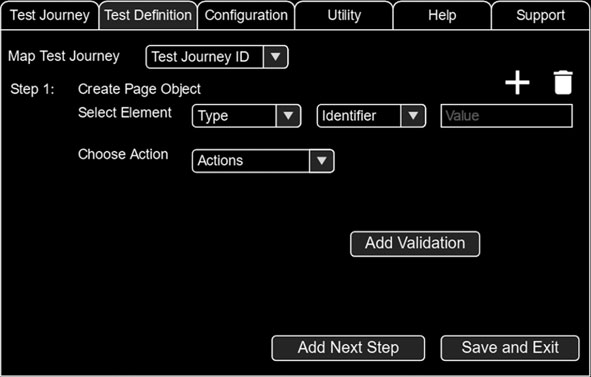 Test Journey Test Definition Configuration Utility Help Support
Map Test Journey Test Journey ID
Step 1: Create Page Object
Select Element Type Identifier Value
Choose Action Actions
Add Validation
Add Next Step Save and Exit